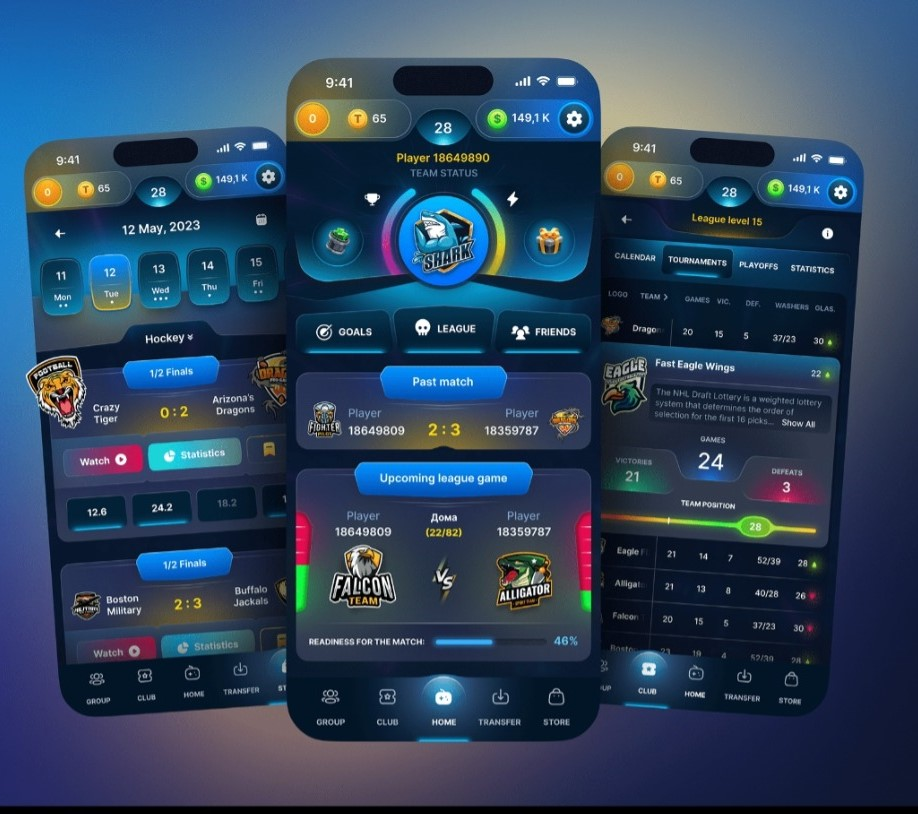 9:41
0
T 65
28
$ 149,1 K
12 May, 2023
11
Mon
12
Tue
13
Wed
14
Thu
15
Fri
Hockey
1/2 Finals
FOOTBALL
Crazy
Tiger
0 : 2
Arizona's
Dragons
Watch
Statistics
12.6
24.2
18.2
1/2 Finals
Boston
Military
2 : 3
Buffalo
Jackals
Watch
Statistics
GROUP
CLUB
HOME
TRANSFER
9:41
0
T 65
28
$ 149,1 K
Player 18649890
TEAM STATUS
SHARK
GOALS
LEAGUE
FRIENDS
Past match
FIGHTER
Player
18649809
2 : 3
Player
18359787
Upcoming league game
Player
18649809
Дома
(22/82)
Player
18359787
FALCON
TEAM
VS
ALLIGATOR
READINESS FOR THE MATCH:
46%
GROUP
CLUB
HOME
TRANSFER
STORE
9:41
0
T 65
28
$ 149,1 K
League level 15
CALENDAR
TOURNAMENTS
PLAYOFFS
STATISTICS
LOGO TEAM GAMES VIC. DEF. WASHERS GLAS.
Dragon 20 15 5 37/23 30
EAGLE
Fast Eagle Wings
22
The NHL Draft Lottery is a weighted lottery
system that determines the order of
selection for the first 16 picks... Show All
GAMES
24
VICTORIES
21
DEFEATS
3
TEAM POSITION
28
Eagle F 21 14 7 52/39 28
Alligat 21 13 8 40/28 26
Falcon 20 15 5 37/23 30
23 19 4 52/39 28
CLUB
HOME
TRANSFER
STORE